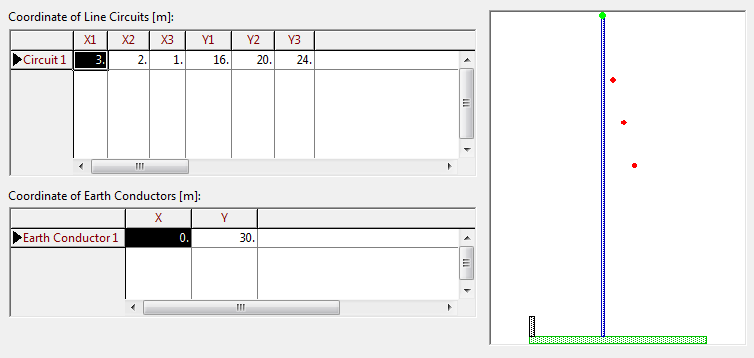 Coordinate of Line Circuits [m]:
X1 X2 X3 Y1 Y2 Y3
Circuit 1 3. 2. 1. 16. 20. 24.
Coordinate of Earth Conductors [m]:
X Y
Earth Conductor 1 0. 30.